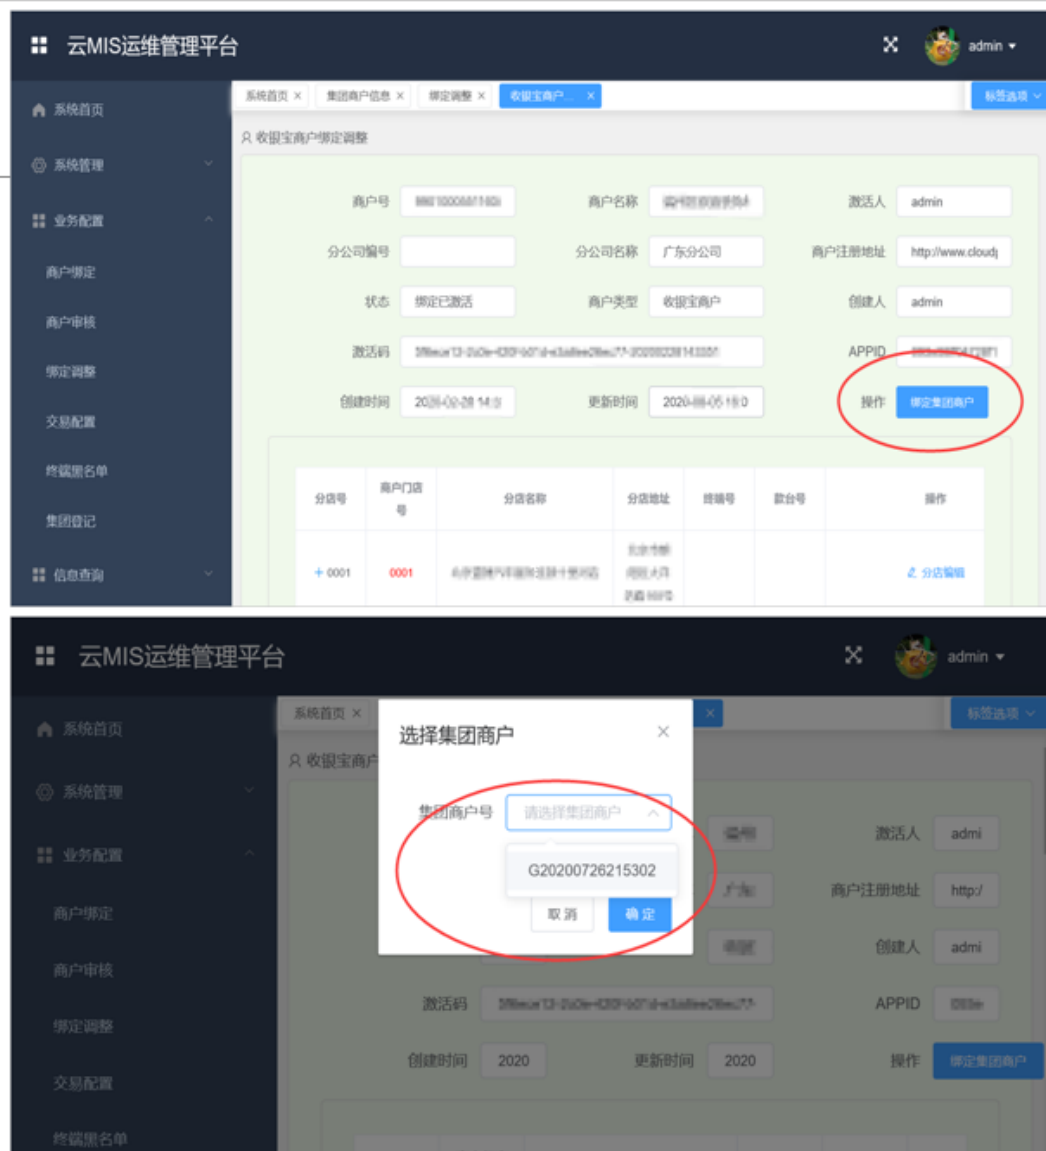 云MIS运维管理平台
admin
系统首页
系统管理
业务配置
商户绑定
商户审核
绑定调整
交易配置
终端黑名单
集团登记
信息查询
系统首页 ×
集团商户信息 ×
绑定调整 ×
收银宝商户... ×
标签选项
收银宝商户绑定调整
商户号
商户名称
激活人 admin
分公司编号
分公司名称 广东分公司
商户注册地址 http://www.cloudp
状态 绑定已激活
商户类型 收银宝商户
创建人 admin
激活码
APPID
创建时间
更新时间
操作 绑定集团商户
分店号 商户门店号 分店名称 分店地址 终端号 款台号 操作
+ 0001 0001 分店编辑
云MIS运维管理平台
admin
系统首页
系统管理
业务配置
商户绑定
商户审核
绑定调整
交易配置
终端黑名单
系统首页 ×
×
标签选项
收银宝商户
选择集团商户 ×
集团商户号 请选择集团商户
G20200726215302
取消 确定
激活人 admi
商户注册地址 http:/
创建人 admi
激活码
APPID
创建时间 2020
更新时间 2020
操作 绑定集团商户